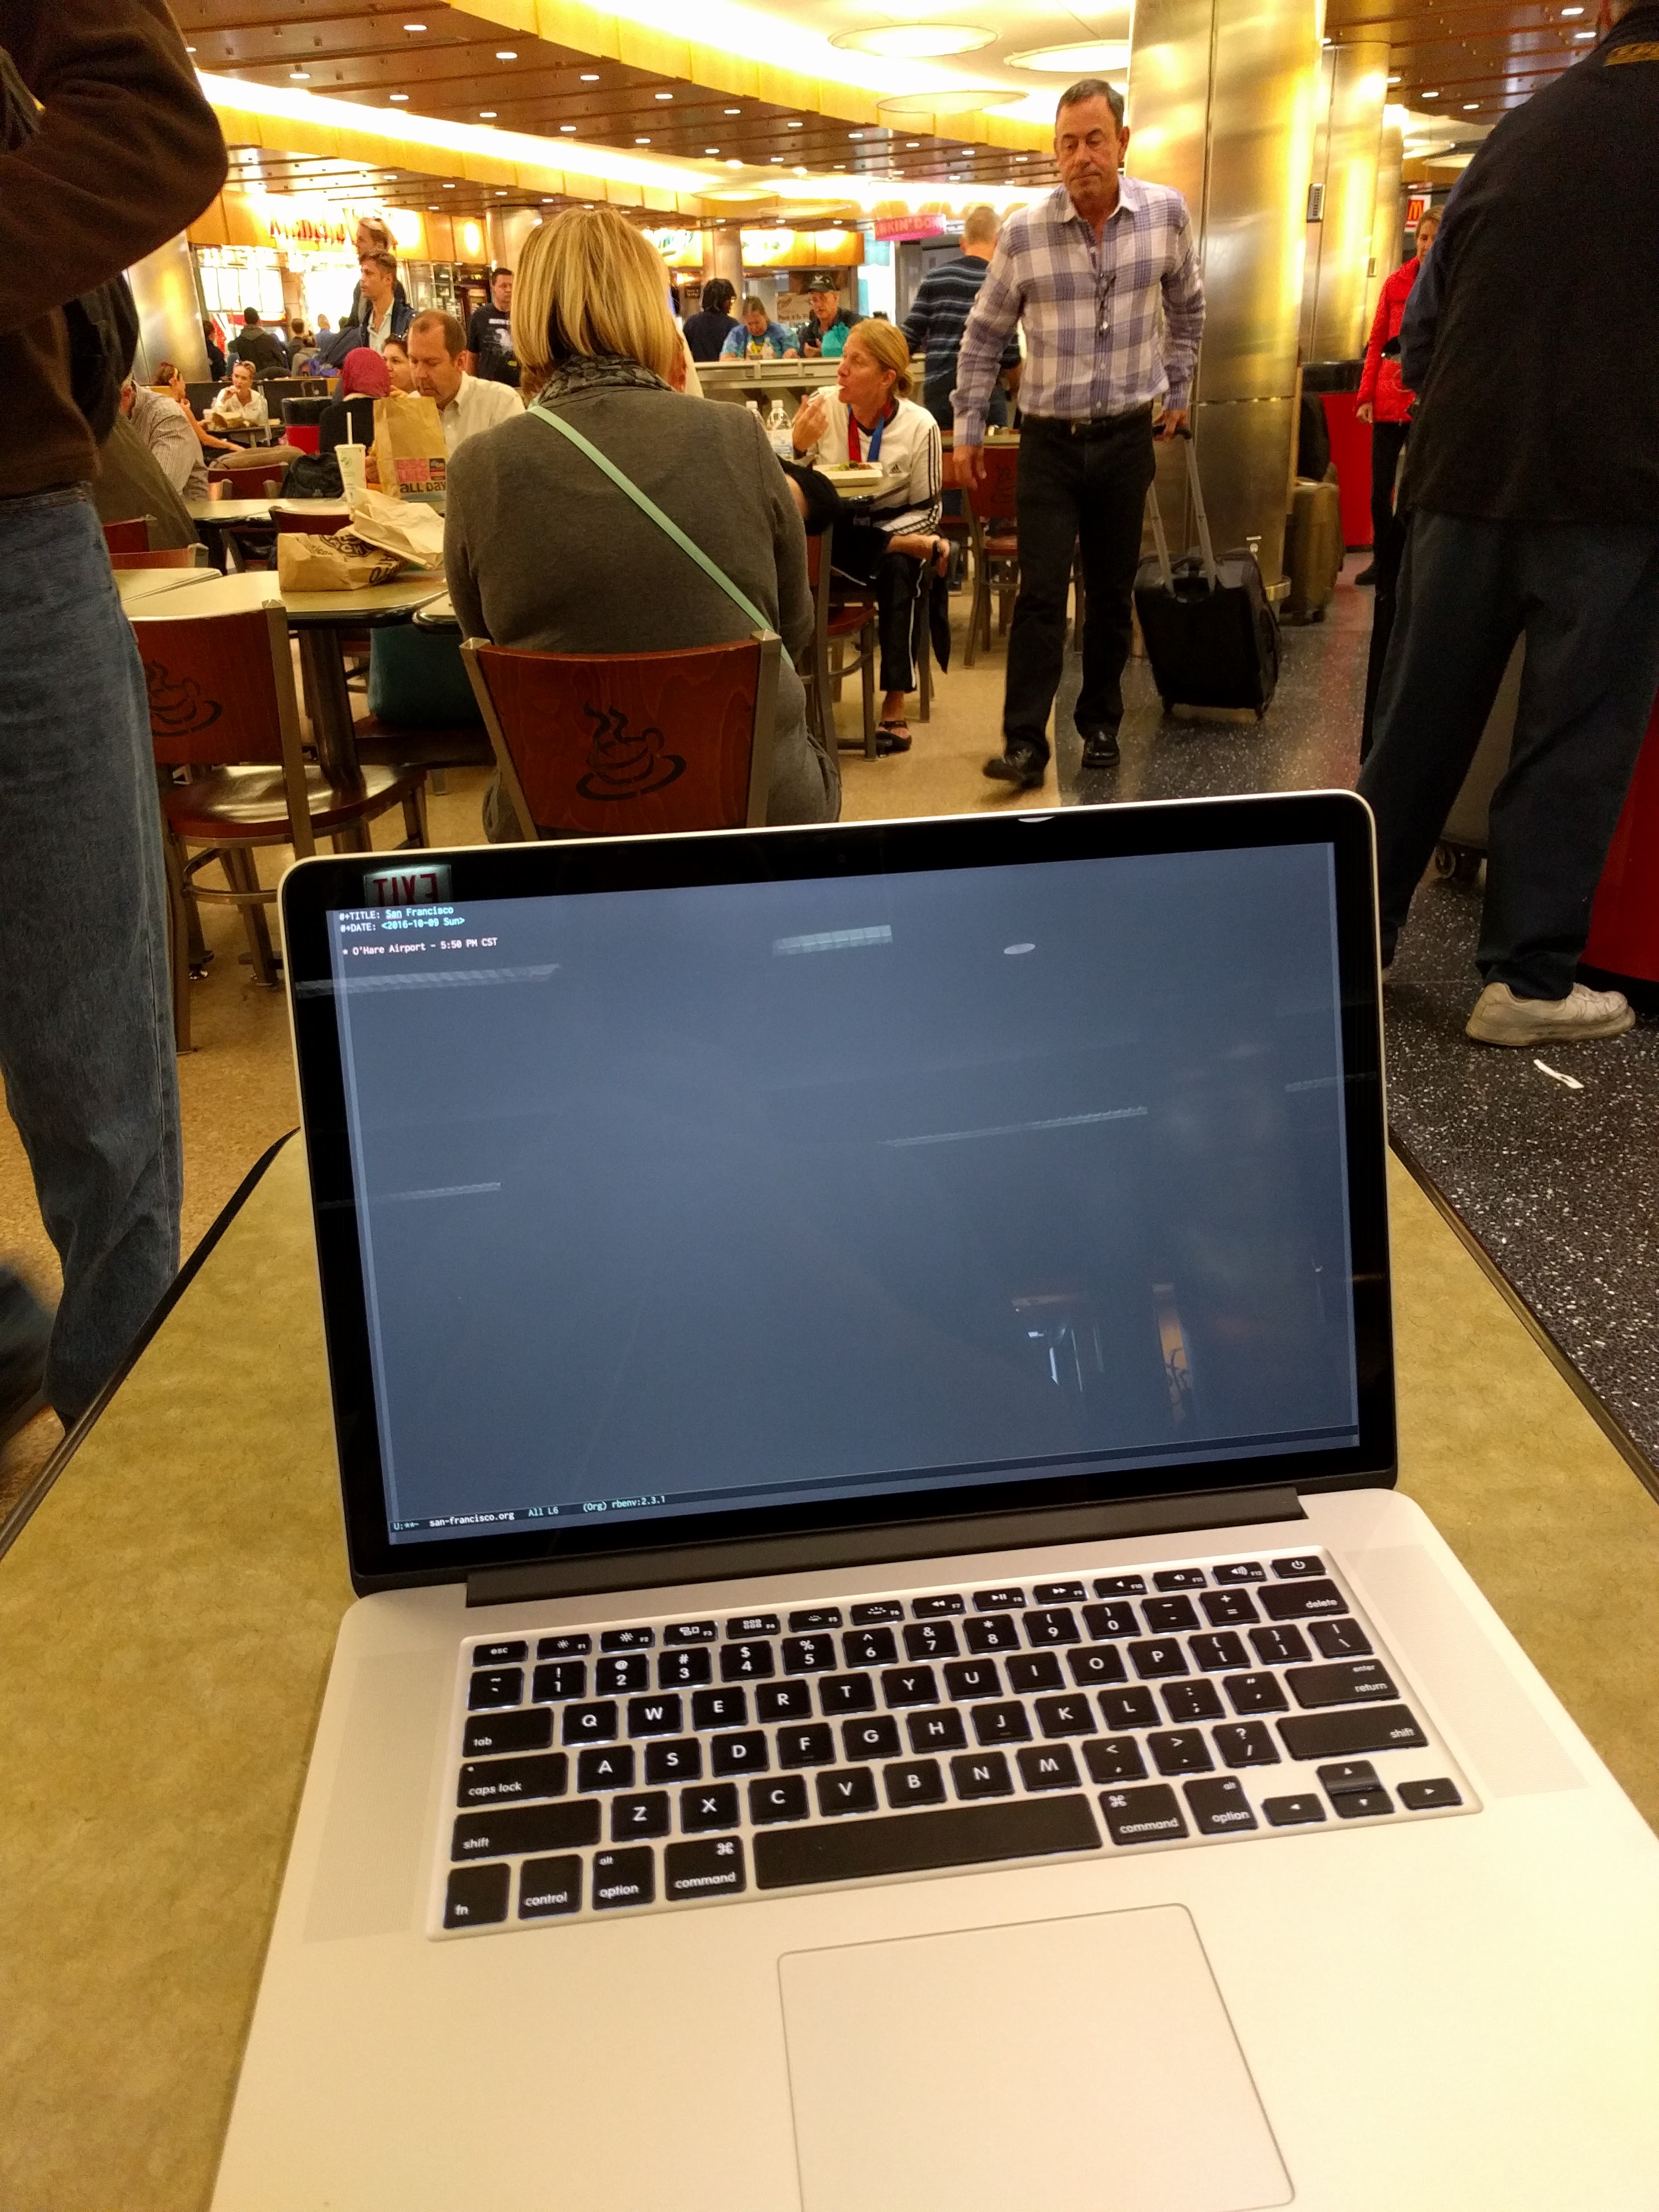 DUNKIN' DON
ALL DAY
EXIT
#+TITLE: San Francisco
#+DATE: <2016-10-09 Sun>
* O'Hare Airport - 5:50 PM CST
U:**- san-francisco.org All L6 (Org) rbenv:2.3.1
esc F1 F2 F3 F4 F5 F6 F7 F8 F9 F10 F11 F12
~ ` ! 1 @ 2 # 3 $ 4 % 5 ^ 6 & 7 * 8 ( 9 ) 0 _ - + = delete
tab Q W E R T Y U I O P { [ } ] | \
caps lock A S D F G H J K L : ; " ' enter return
shift Z X C V B N M < , > . ? / shift
fn control alt option ⌘ command ⌘ command alt option